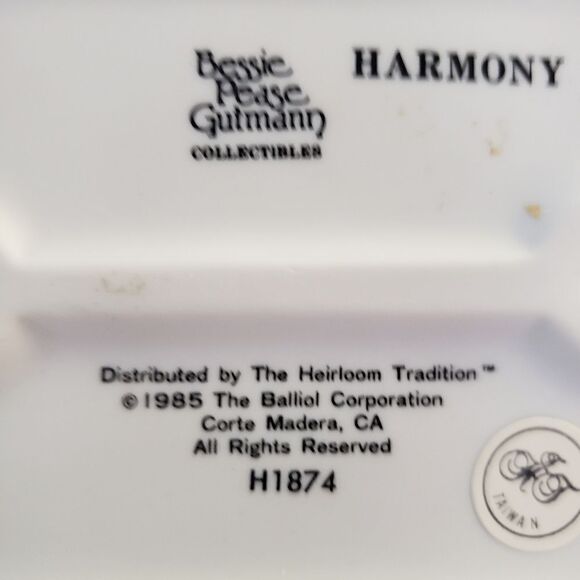 Bessie
Pease
Gutmann
COLLECTIBLES
HARMONY
Distributed by The Heirloom Tradition™
©1985 The Balliol Corporation
Corte Madera, CA
All Rights Reserved
H1874
TAIWAN